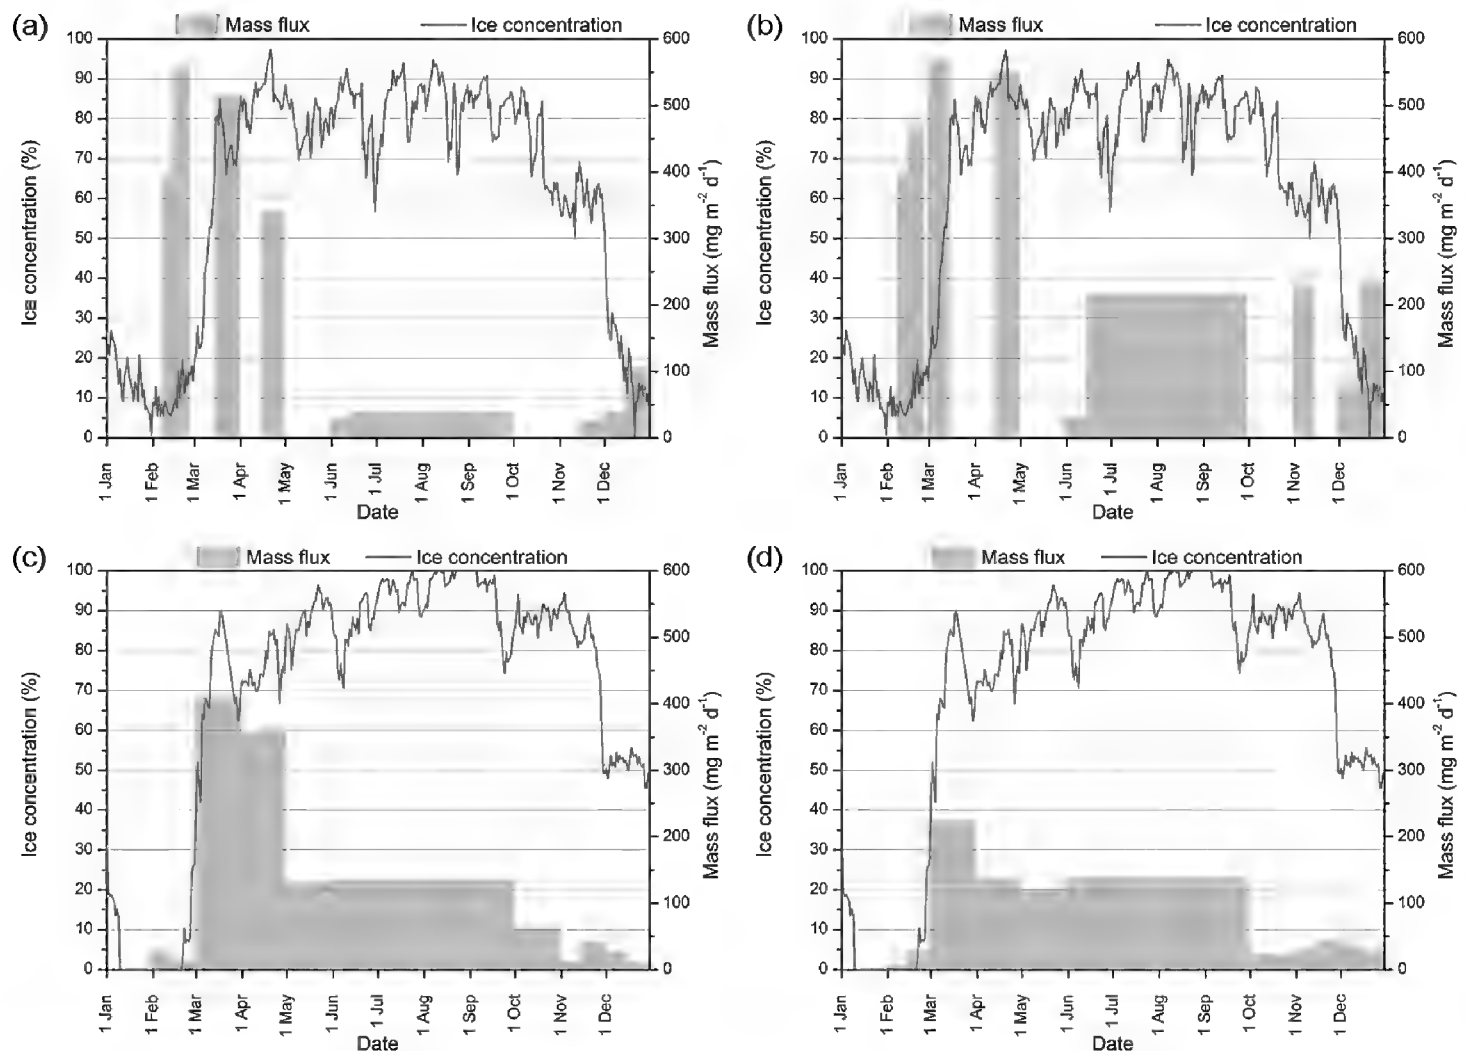 (a) Mass flux Ice concentration
100 90 80 70 60 50 40 30 20 10 0
Ice concentration (%)
600 500 400 300 200 100 0
Mass flux (mg m⁻² d⁻¹)
1 Jan 1 Feb 1 Mar 1 Apr 1 May 1 Jun 1 Jul 1 Aug 1 Sep 1 Oct 1 Nov 1 Dec
Date
(b) Mass flux Ice concentration
100 90 80 70 60 50 40 30 20 10 0
Ice concentration (%)
600 500 400 300 200 100 0
Mass flux (mg m⁻² d⁻¹)
1 Jan 1 Feb 1 Mar 1 Apr 1 May 1 Jun 1 Jul 1 Aug 1 Sep 1 Oct 1 Nov 1 Dec
Date
(c) Mass flux Ice concentration
100 90 80 70 60 50 40 30 20 10 0
Ice concentration (%)
600 500 400 300 200 100 0
Mass flux (mg m⁻² d⁻¹)
1 Jan 1 Feb 1 Mar 1 Apr 1 May 1 Jun 1 Jul 1 Aug 1 Sep 1 Oct 1 Nov 1 Dec
Date
(d) Mass flux Ice concentration
100 90 80 70 60 50 40 30 20 10 0
Ice concentration (%)
600 500 400 300 200 100 0
Mass flux (mg m⁻² d⁻¹)
1 Jan 1 Feb 1 Mar 1 Apr 1 May 1 Jun 1 Jul 1 Aug 1 Sep 1 Oct 1 Nov 1 Dec
Date